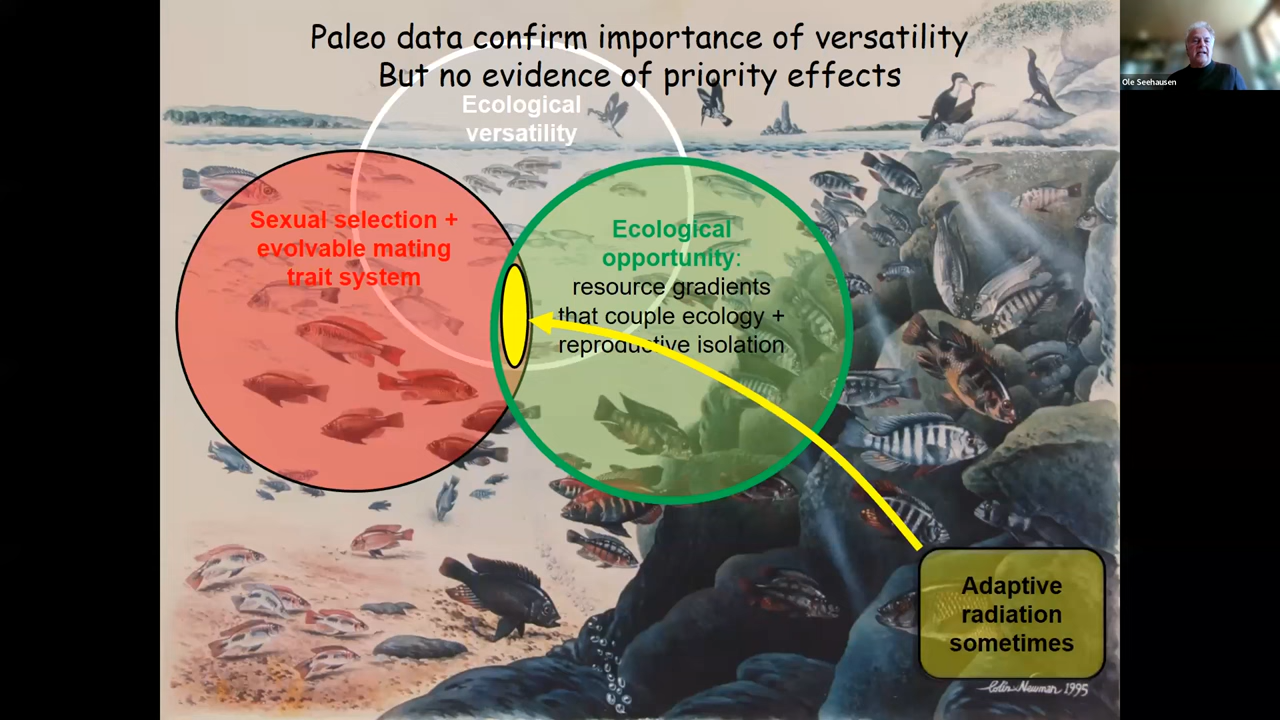 Paleo data confirm importance of versatility
But no evidence of priority effects
Ole Seehausen
Ecological
versatility
Sexual selection +
evolvable mating
trait system
Ecological
opportunity:
resource gradients
that couple ecology +
reproductive isolation
Adaptive
radiation
sometimes
Colin Newman 1995